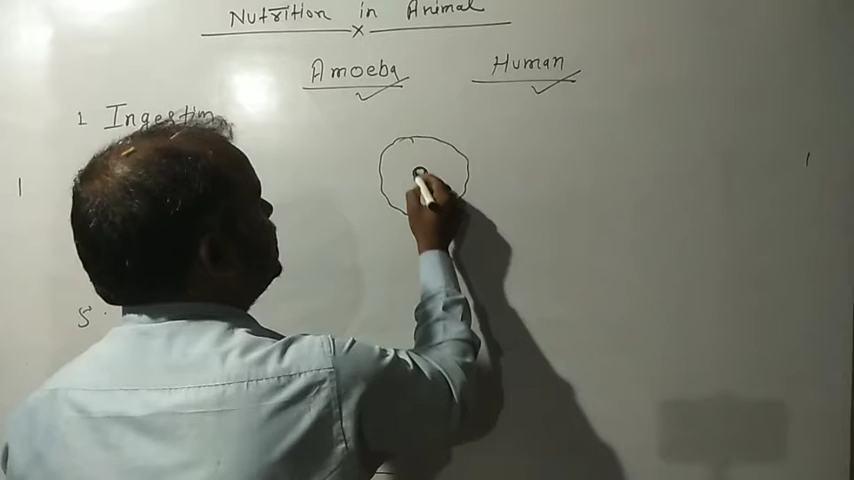 Nutrition in Animal
x
Amoeba Human
1 Ingestion
5.